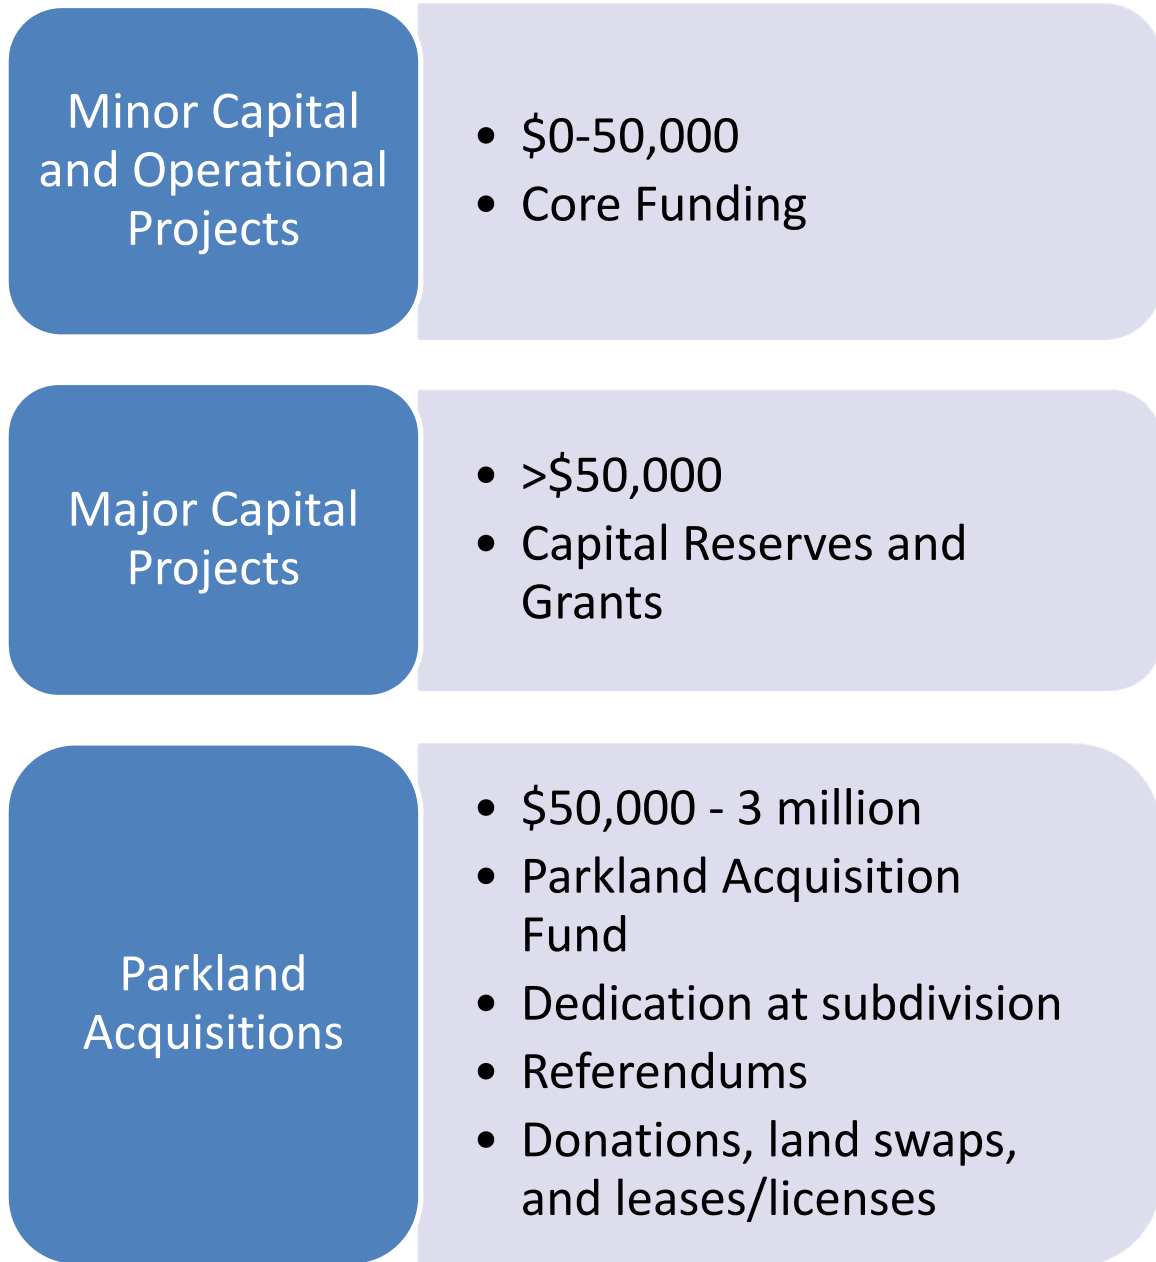 Minor Capital
and Operational
Projects
• $0-50,000
• Core Funding
Major Capital
Projects
• >$50,000
• Capital Reserves and
Grants
Parkland
Acquisitions
• $50,000 - 3 million
• Parkland Acquisition
Fund
• Dedication at subdivision
• Referendums
• Donations, land swaps,
and leases/licenses